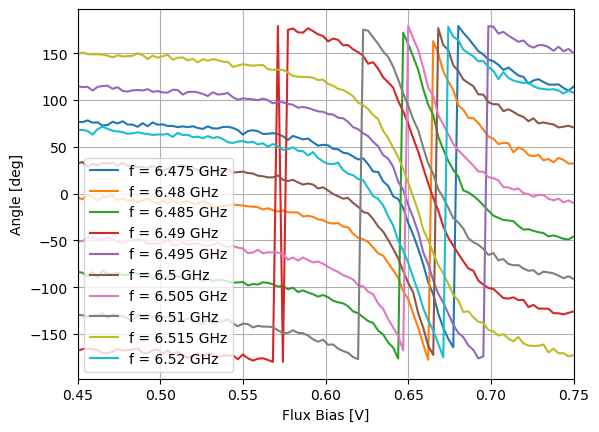 150
100
50
0
−50
−100
−150
Angle [deg]
f = 6.475 GHz
f = 6.48 GHz
f = 6.485 GHz
f = 6.49 GHz
f = 6.495 GHz
f = 6.5 GHz
f = 6.505 GHz
f = 6.51 GHz
f = 6.515 GHz
f = 6.52 GHz
0.45 0.50 0.55 0.60 0.65 0.70 0.75
Flux Bias [V]